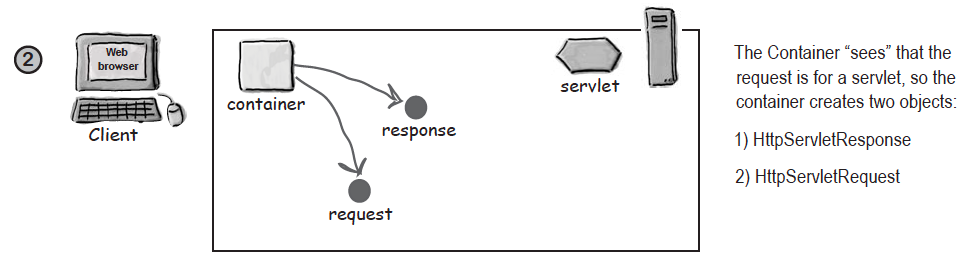 2
Web
browser
Client
container
response
request
servlet
The Container “sees” that the
request is for a servlet, so the
container creates two objects:
1) HttpServletResponse
2) HttpServletRequest